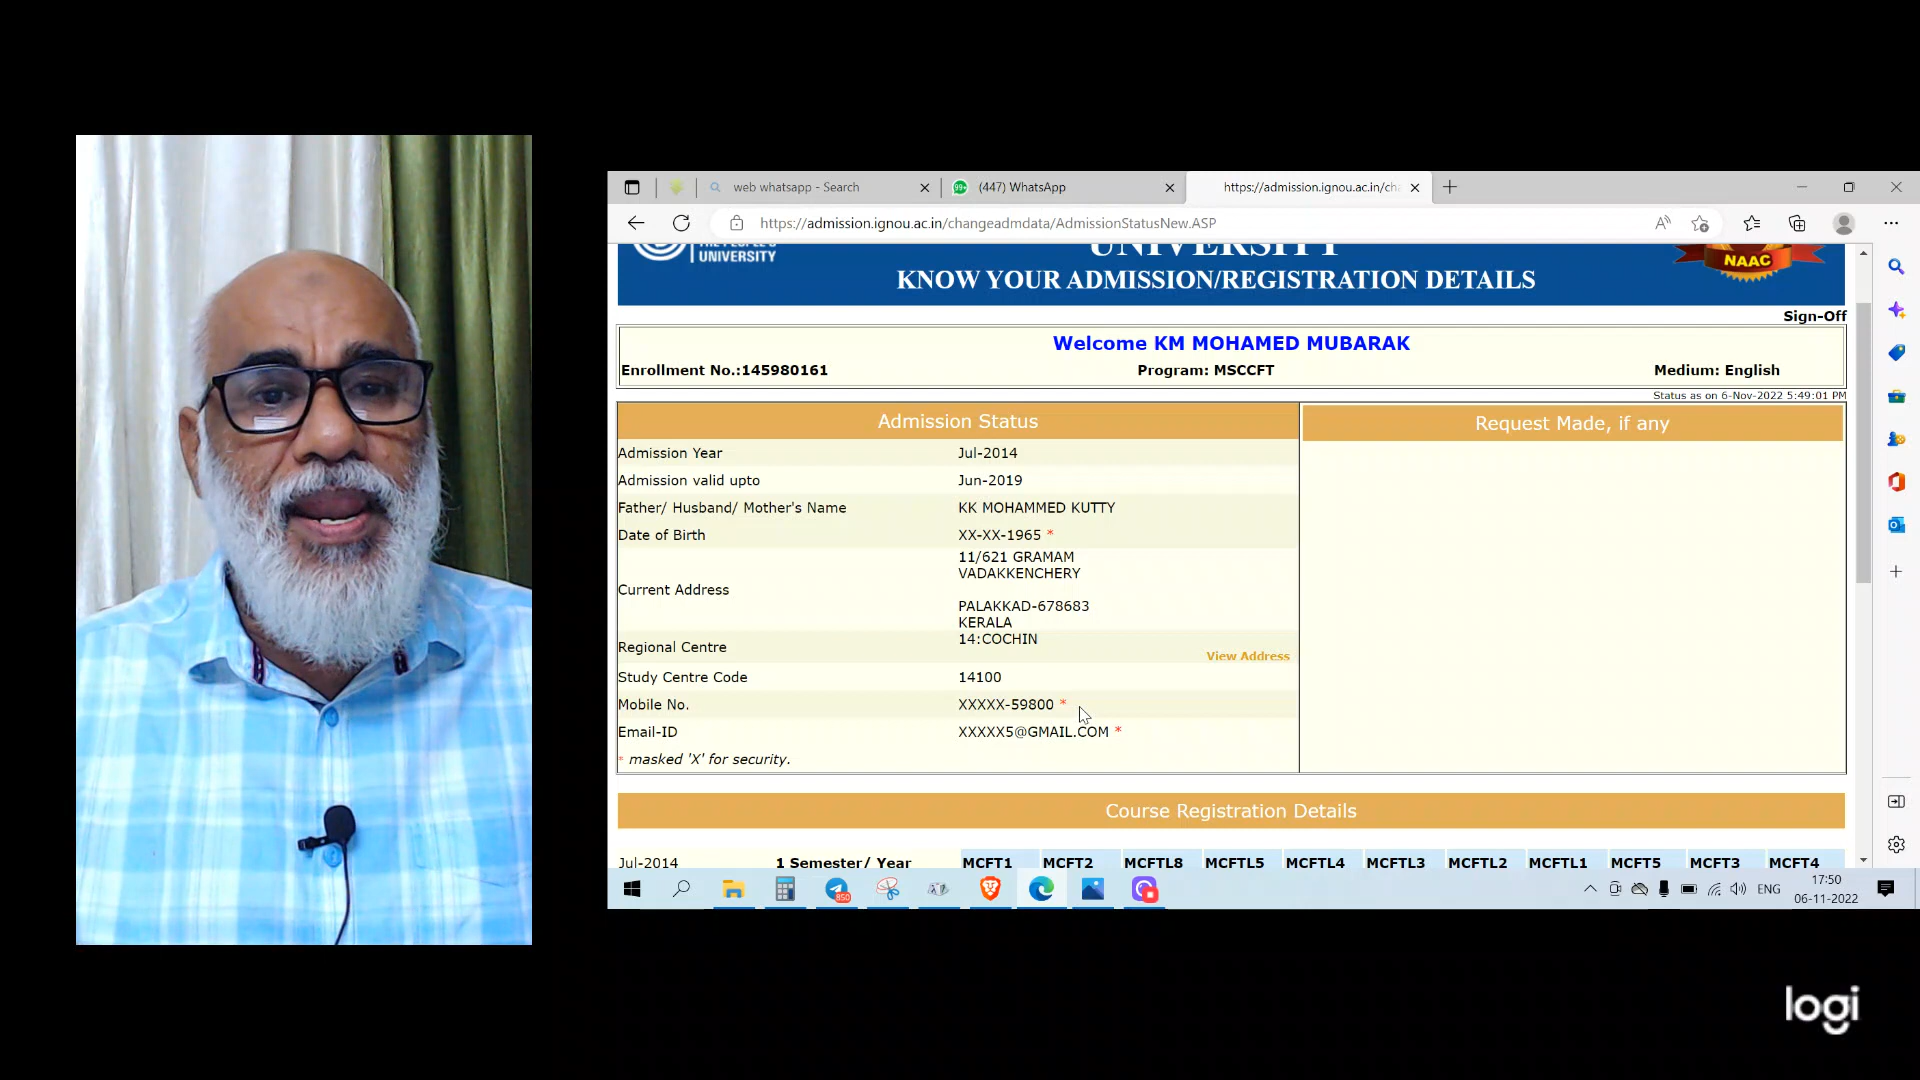 web whatsapp - Search
99+
(447) WhatsApp
https://admission.ignou.ac.in/ch
https://admission.ignou.ac.in/changeadmdata/AdmissionStatusNew.ASP
THE PEOPLE'S
UNIVERSITY
UNIVERSITY
KNOW YOUR ADMISSION/REGISTRATION DETAILS
NAAC
Sign-Off
Welcome KM MOHAMED MUBARAK
Enrollment No.:145980161 Program: MSCCFT Medium: English
Status as on 6-Nov-2022 5:49:01 PM
Admission Status
Request Made, if any
Admission Year Jul-2014
Admission valid upto Jun-2019
Father/ Husband/ Mother's Name KK MOHAMMED KUTTY
Date of Birth XX-XX-1965 *
Current Address
11/621 GRAMAM
VADAKKENCHERY
PALAKKAD-678683
KERALA
Regional Centre 14:COCHIN
View Address
Study Centre Code 14100
Mobile No. XXXXX-59800 *
Email-ID XXXXX5@GMAIL.COM *
* masked 'X' for security.
Course Registration Details
Jul-2014 1 Semester/ Year MCFT1 MCFT2 MCFTL8 MCFTL5 MCFTL4 MCFTL3 MCFTL2 MCFTL1 MCFT5 MCFT3 MCFT4
850
ENG
17:50
06-11-2022
logi